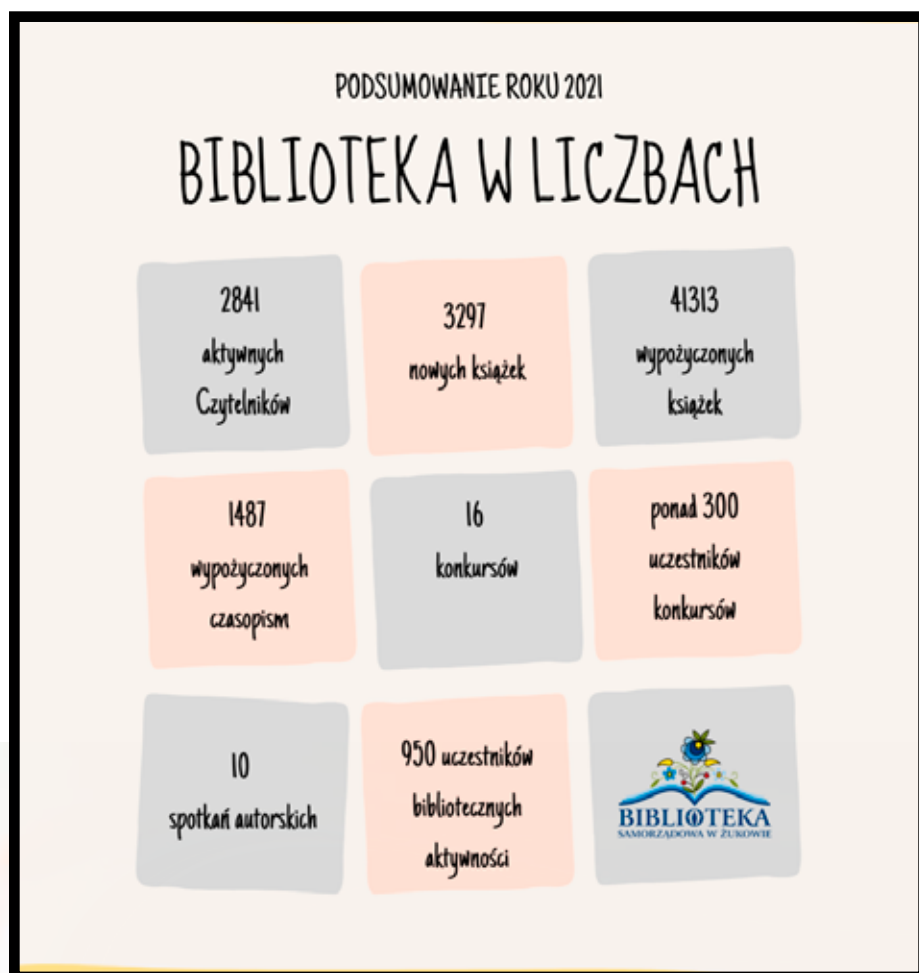 PODSUMOWANIE ROKU 2021
BIBLIOTEKA W LICZBACH
2841
aktywnych
Czytelników
3297
nowych książek
41313
wypożyczonych
książek
1487
wypożyczonych
czasopism
16
konkursów
ponad 300
uczestników
konkursów
10
spotkań autorskich
950 uczestników
bibliotecznych
aktywności
BIBLIOTEKA
SAMORZĄDOWA W ŻUKOWIE